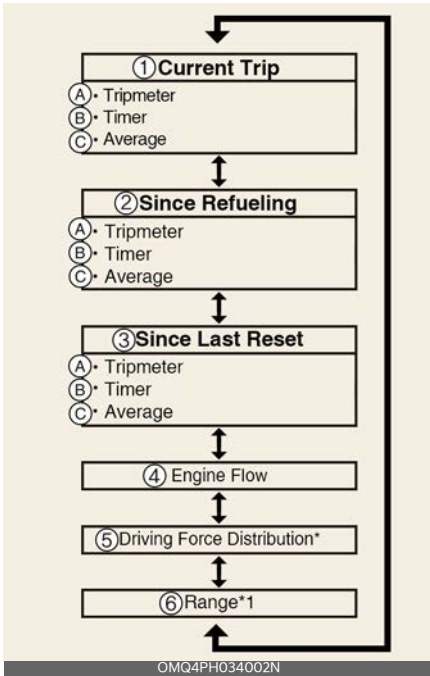 ①Current Trip
Ⓐ• Tripmeter
Ⓑ• Timer
Ⓒ• Average
②Since Refueling
Ⓐ• Tripmeter
Ⓑ• Timer
Ⓒ• Average
③Since Last Reset
Ⓐ• Tripmeter
Ⓑ• Timer
Ⓒ• Average
④ Engine Flow
⑤Driving Force Distribution*
⑥Range*1
OMQ4PH034002N